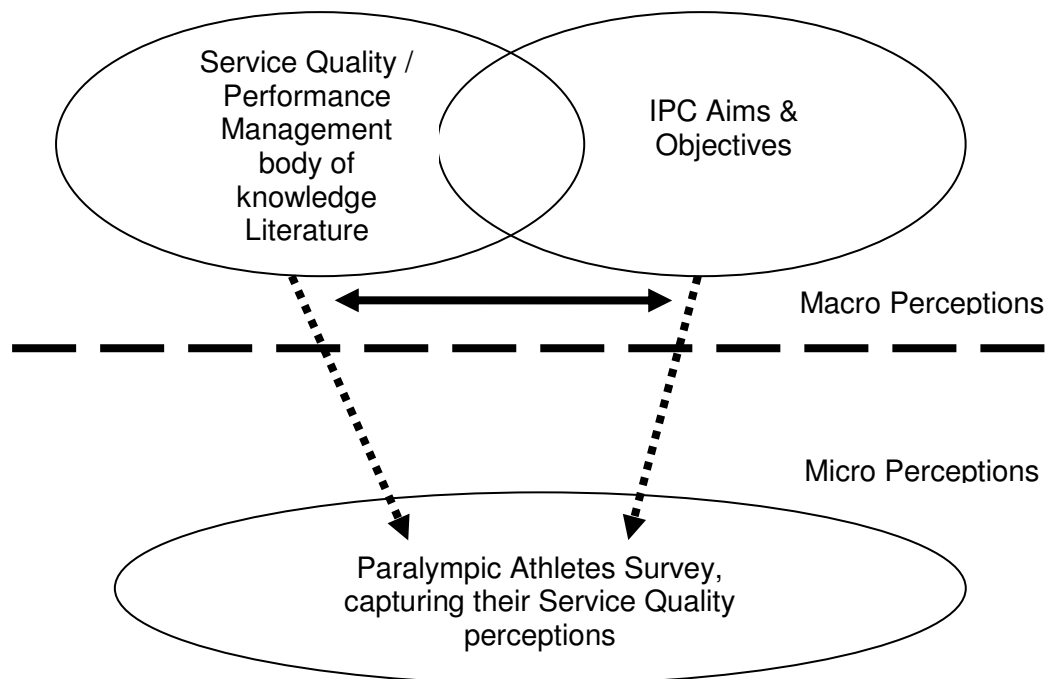 Service Quality /
Performance
Management
body of
knowledge
Literature
IPC Aims &
Objectives
Macro Perceptions
Micro Perceptions
Paralympic Athletes Survey,
capturing their Service Quality
perceptions